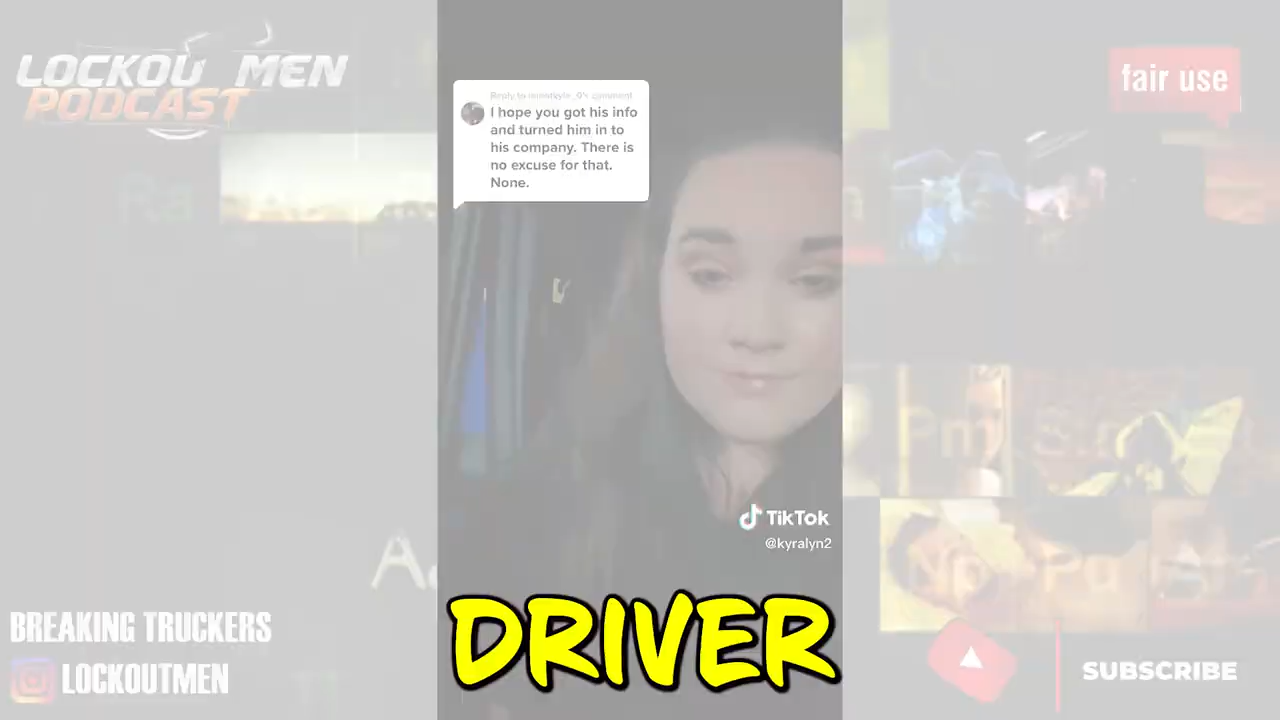 LOCKOU MEN
PODCAST
fair use
I hope you got his info
and turned him in to
his company. There is
no excuse for that.
None.
TikTok
@kyralyn2
DRIVER
BREAKING TRUCKERS
LOCKOUTMEN
SUBSCRIBE